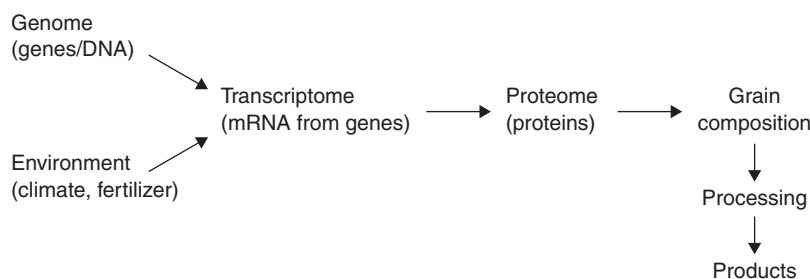 Genome
(genes/DNA)
Transcriptome
(mRNA from genes)
Proteome
(proteins)
Grain
composition
Environment
(climate, fertilizer)
Processing
Products